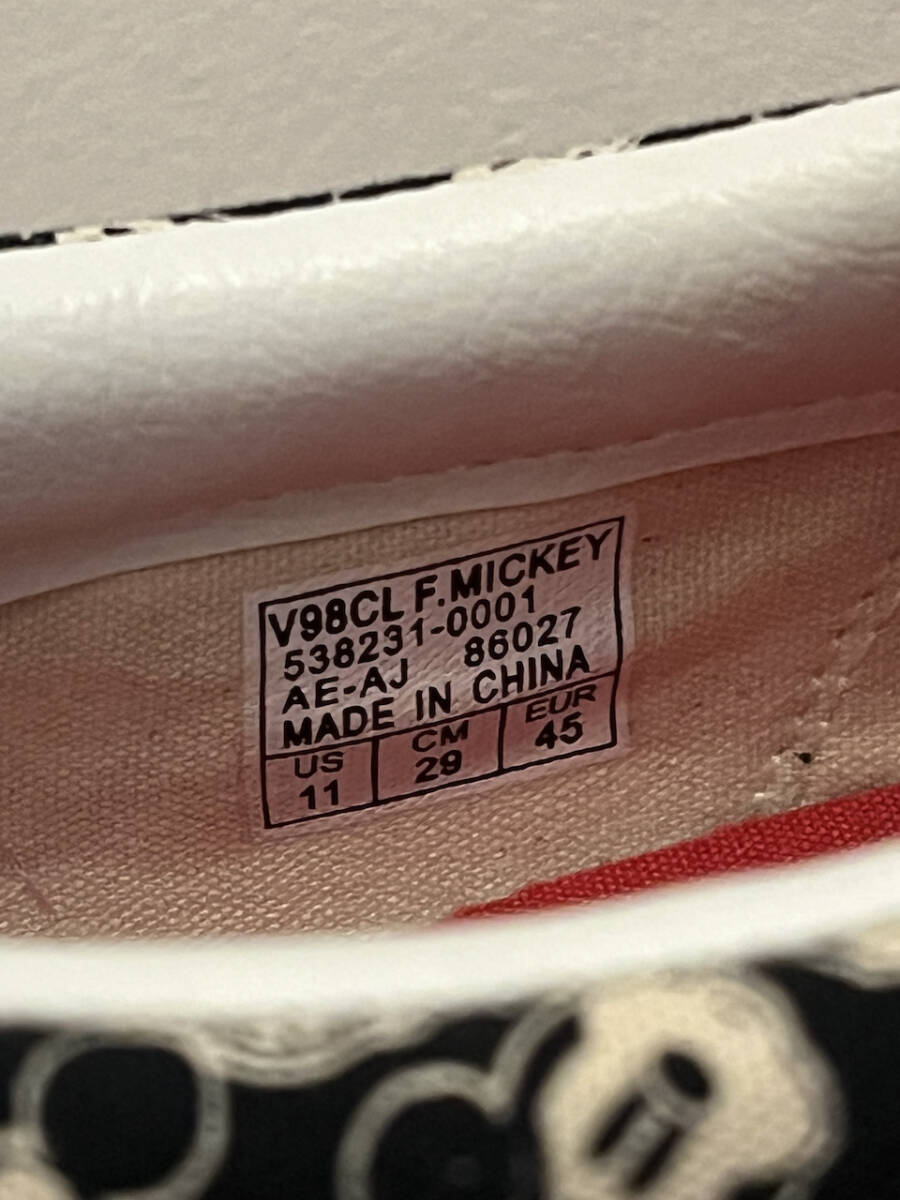 V98CL F.MICKEY
538231-0001
AE-AJ 86027
MADE IN CHINA
US CM EUR
11 29 45